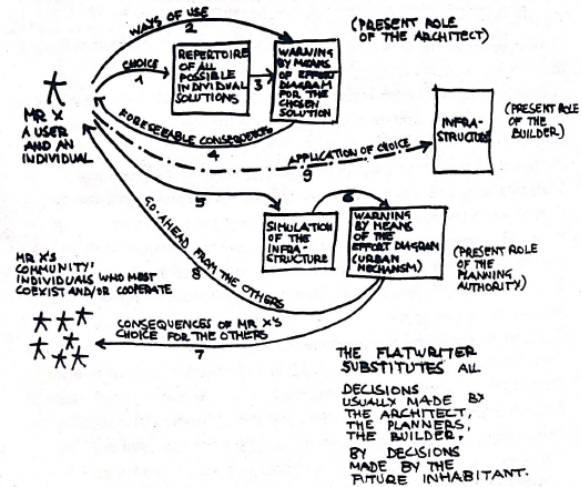 WAYS OF USE
2
CHOICE
1
REPERTOIRE
OF ALL
POSSIBLE
INDIVIDUAL
SOLUTIONS
3
WARNING
BY MEANS
OF EFFORT
DIAGRAM
FOR THE
CHOSEN
SOLUTION
(PRESENT ROLE
OF THE ARCHITECT)
MR X
A USER
AND AN
INDIVIDUAL
FORESEEABLE CONSEQUENCES
4
APPLICATION OF CHOICE
9
INFRA-
STRUCTURE
(PRESENT ROLE
OF THE
BUILDER)
5
6
SIMULATION
OF THE
INFRA-
STRUCTURE
WARNING
BY MEANS
OF THE
EFFORT DIAGRAM
(URBAN
MECHANISM)
(PRESENT ROLE
OF THE
PLANNING
AUTHORITY)
GO-AHEAD FROM THE OTHERS
8
MR X'S
COMMUNITY:
INDIVIDUALS WHO MUST
COEXIST AND/OR COOPERATE
CONSEQUENCES OF MR X'S
CHOICE FOR THE OTHERS
7
THE FLATWRITER
SUBSTITUTES ALL
DECISIONS
USUALLY MADE BY
THE ARCHITECT,
THE PLANNERS,
THE BUILDER,
BY DECISIONS
MADE BY THE
FUTURE INHABITANT.